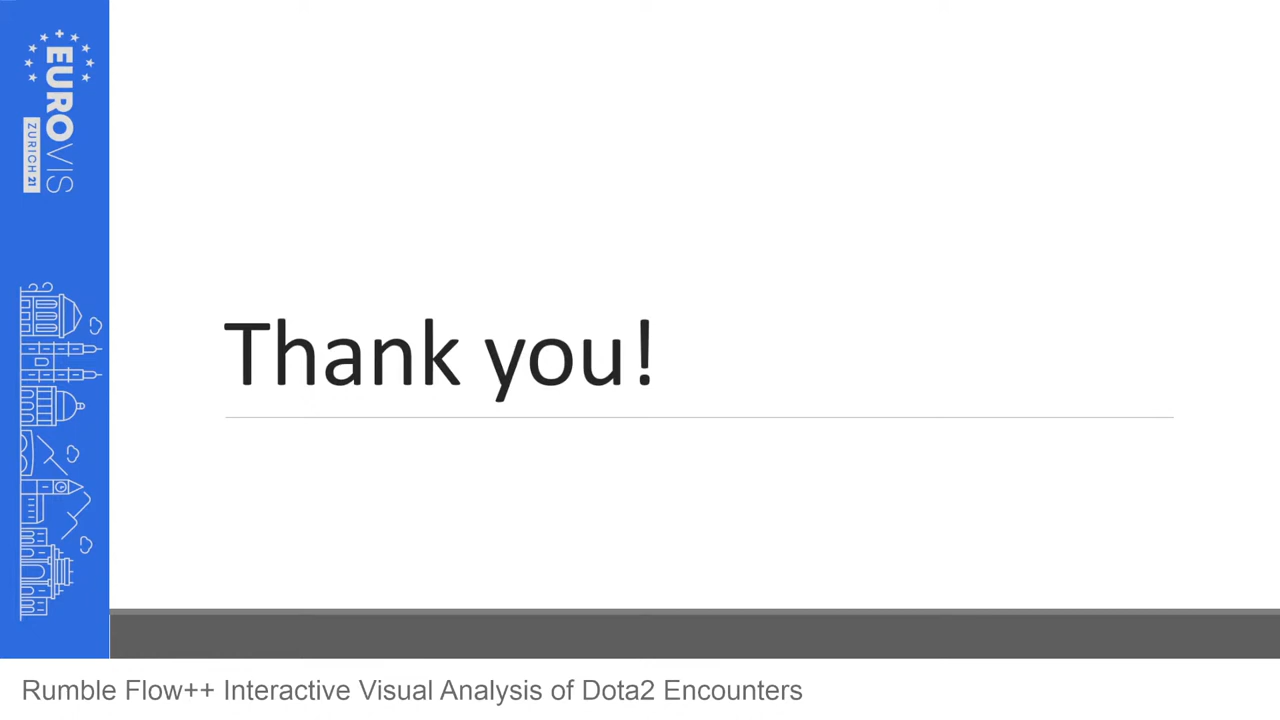 EUROVIS
ZURICH 21
Thank you!
Rumble Flow++ Interactive Visual Analysis of Dota2 Encounters